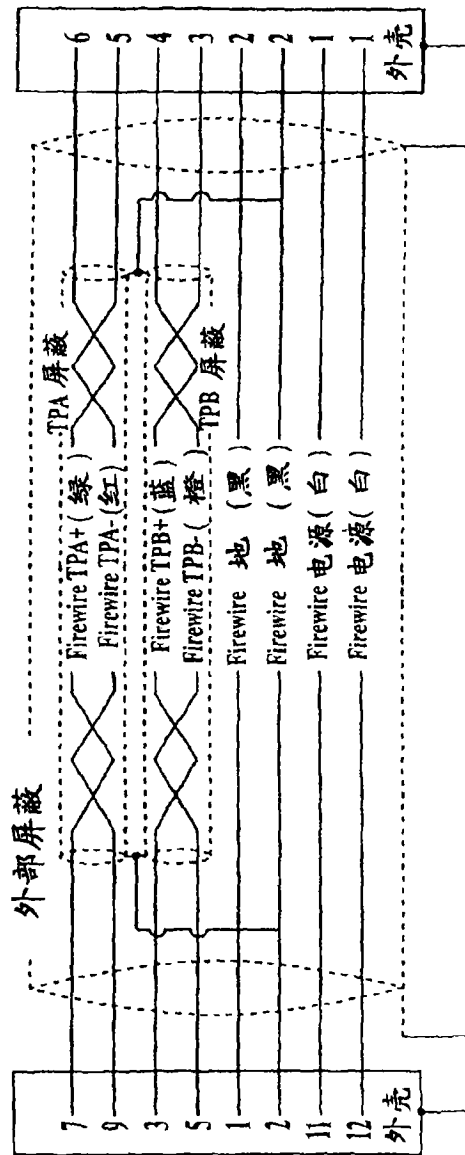 外部屏蔽
TPA 屏蔽
7 Firewire TPA+(绿) 6
9 Firewire TPA-(红) 5
3 Firewire TPB+(蓝) 4
5 Firewire TPB-(橙) 3
TPB 屏蔽
1 Firewire 地 (黑) 2
2 Firewire 地 (黑) 2
11 Firewire 电源(白) 1
12 Firewire 电源(白) 1
外壳 外壳